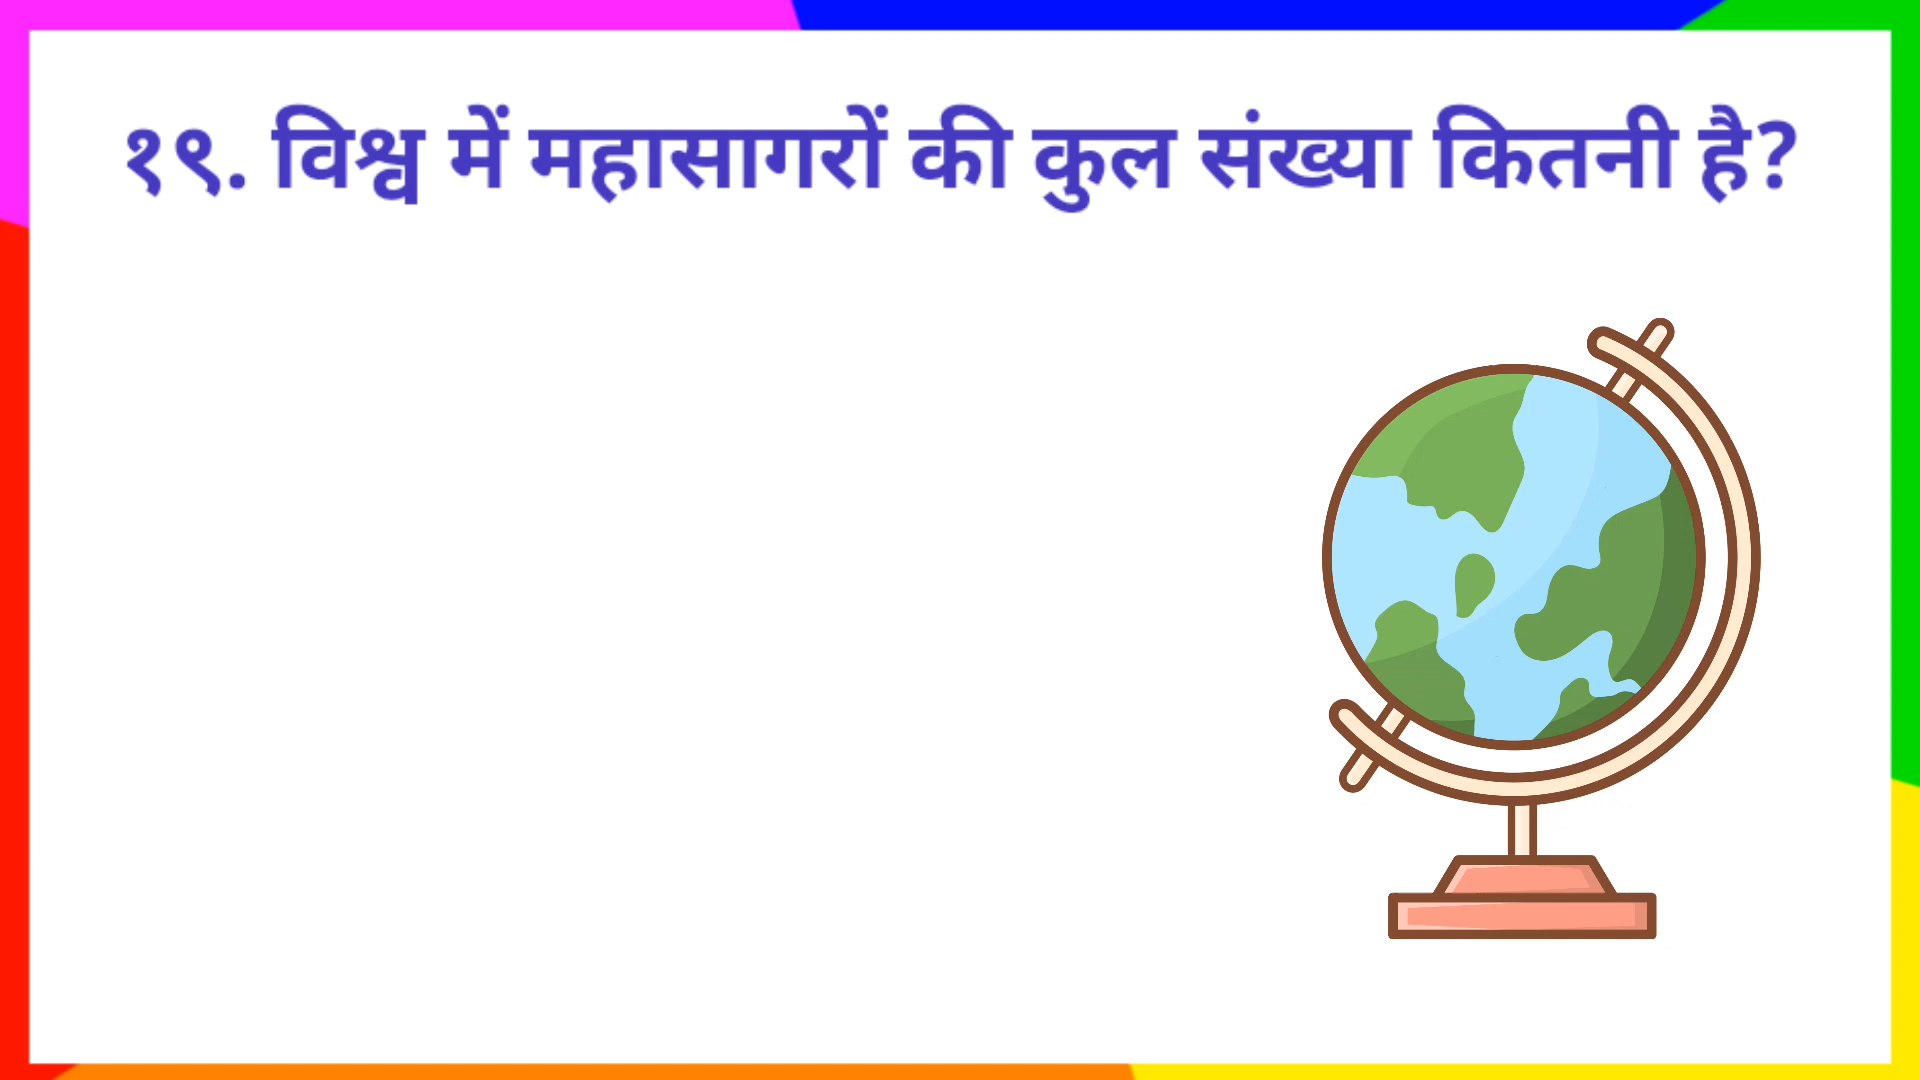 १९. विश्व में महासागरों की कुल संख्या कितनी है?